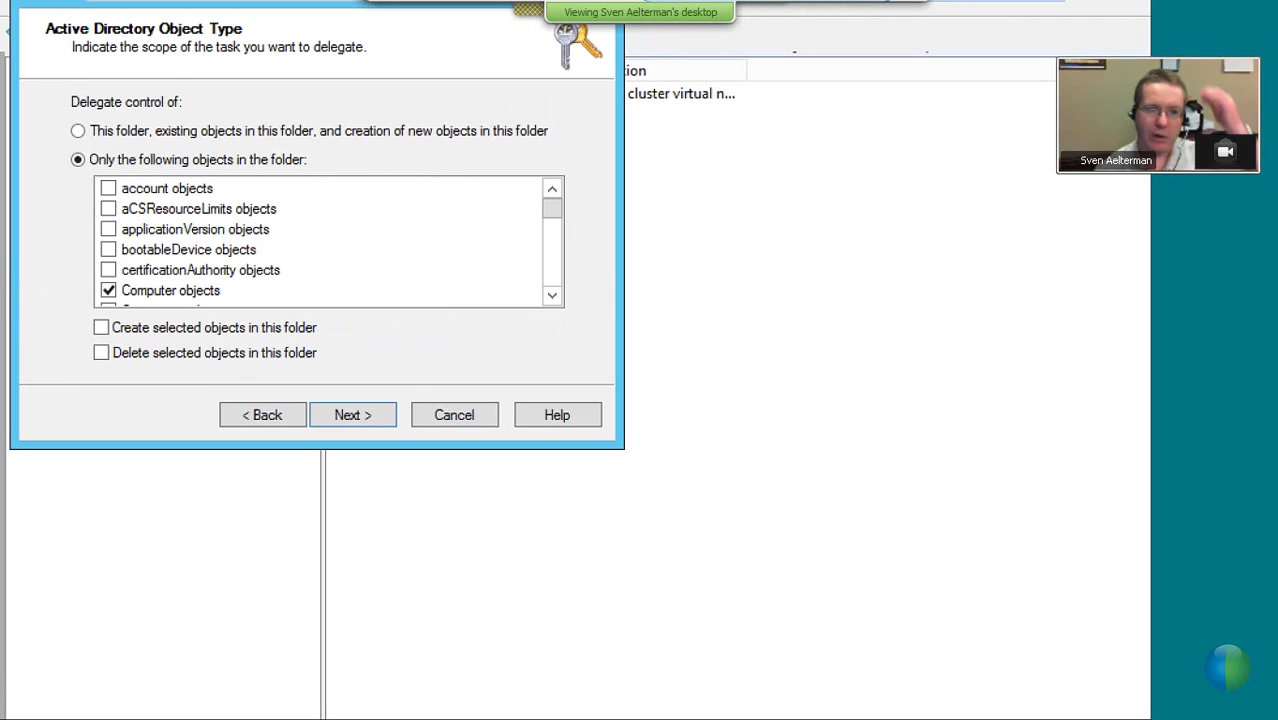 Viewing Sven Aelterman's desktop
Active Directory Object Type
Indicate the scope of the task you want to delegate.
tion
cluster virtual n...
Delegate control of:
This folder, existing objects in this folder, and creation of new objects in this folder
Only the following objects in the folder:
account objects
aCSResourceLimits objects
applicationVersion objects
bootableDevice objects
certificationAuthority objects
Computer objects
Create selected objects in this folder
Delete selected objects in this folder
< Back
Next >
Cancel
Help
Sven Aelterman